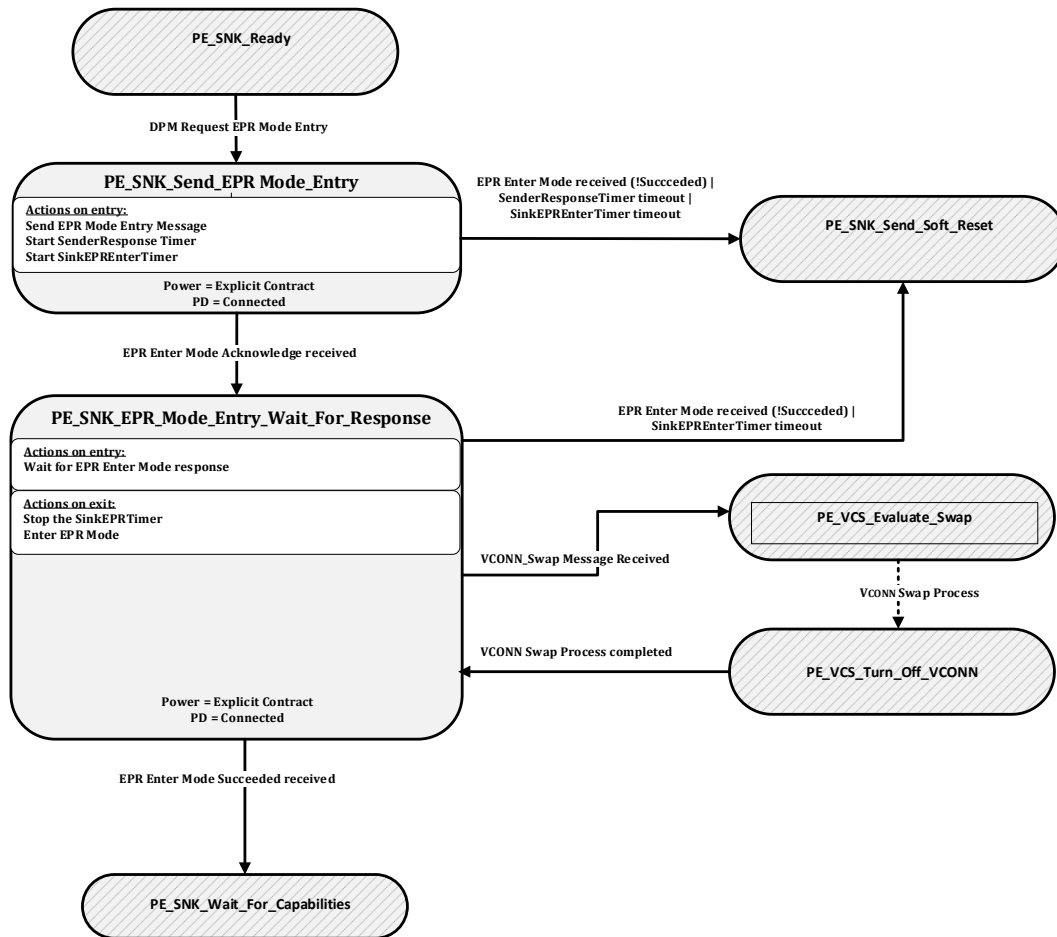 PE_SNK_Ready
DPM Request EPR Mode Entry
PE_SNK_Send_EPR Mode_Entry
Actions on entry:
Send EPR Mode Entry Message
Start SenderResponse Timer
Start SinkEPREnterTimer
Power = Explicit Contract
PD = Connected
EPR Enter Mode received (!Succceded) |
SenderResponseTimer timeout |
SinkEPREnterTimer timeout
PE_SNK_Send_Soft_Reset
EPR Enter Mode Acknowledge received
PE_SNK_EPR_Mode_Entry_Wait_For_Response
Actions on entry:
Wait for EPR Enter Mode response
Actions on exit:
Stop the SinkEPRTimer
Enter EPR Mode
Power = Explicit Contract
PD = Connected
EPR Enter Mode received (!Succceded) |
SinkEPREnterTimer timeout
PE_VCS_Evaluate_Swap
VCONN_Swap Message Received
VCONN Swap Process
VCONN Swap Process completed
PE_VCS_Turn_Off_VCONN
EPR Enter Mode Succeeded received
PE_SNK_Wait_For_Capabilities